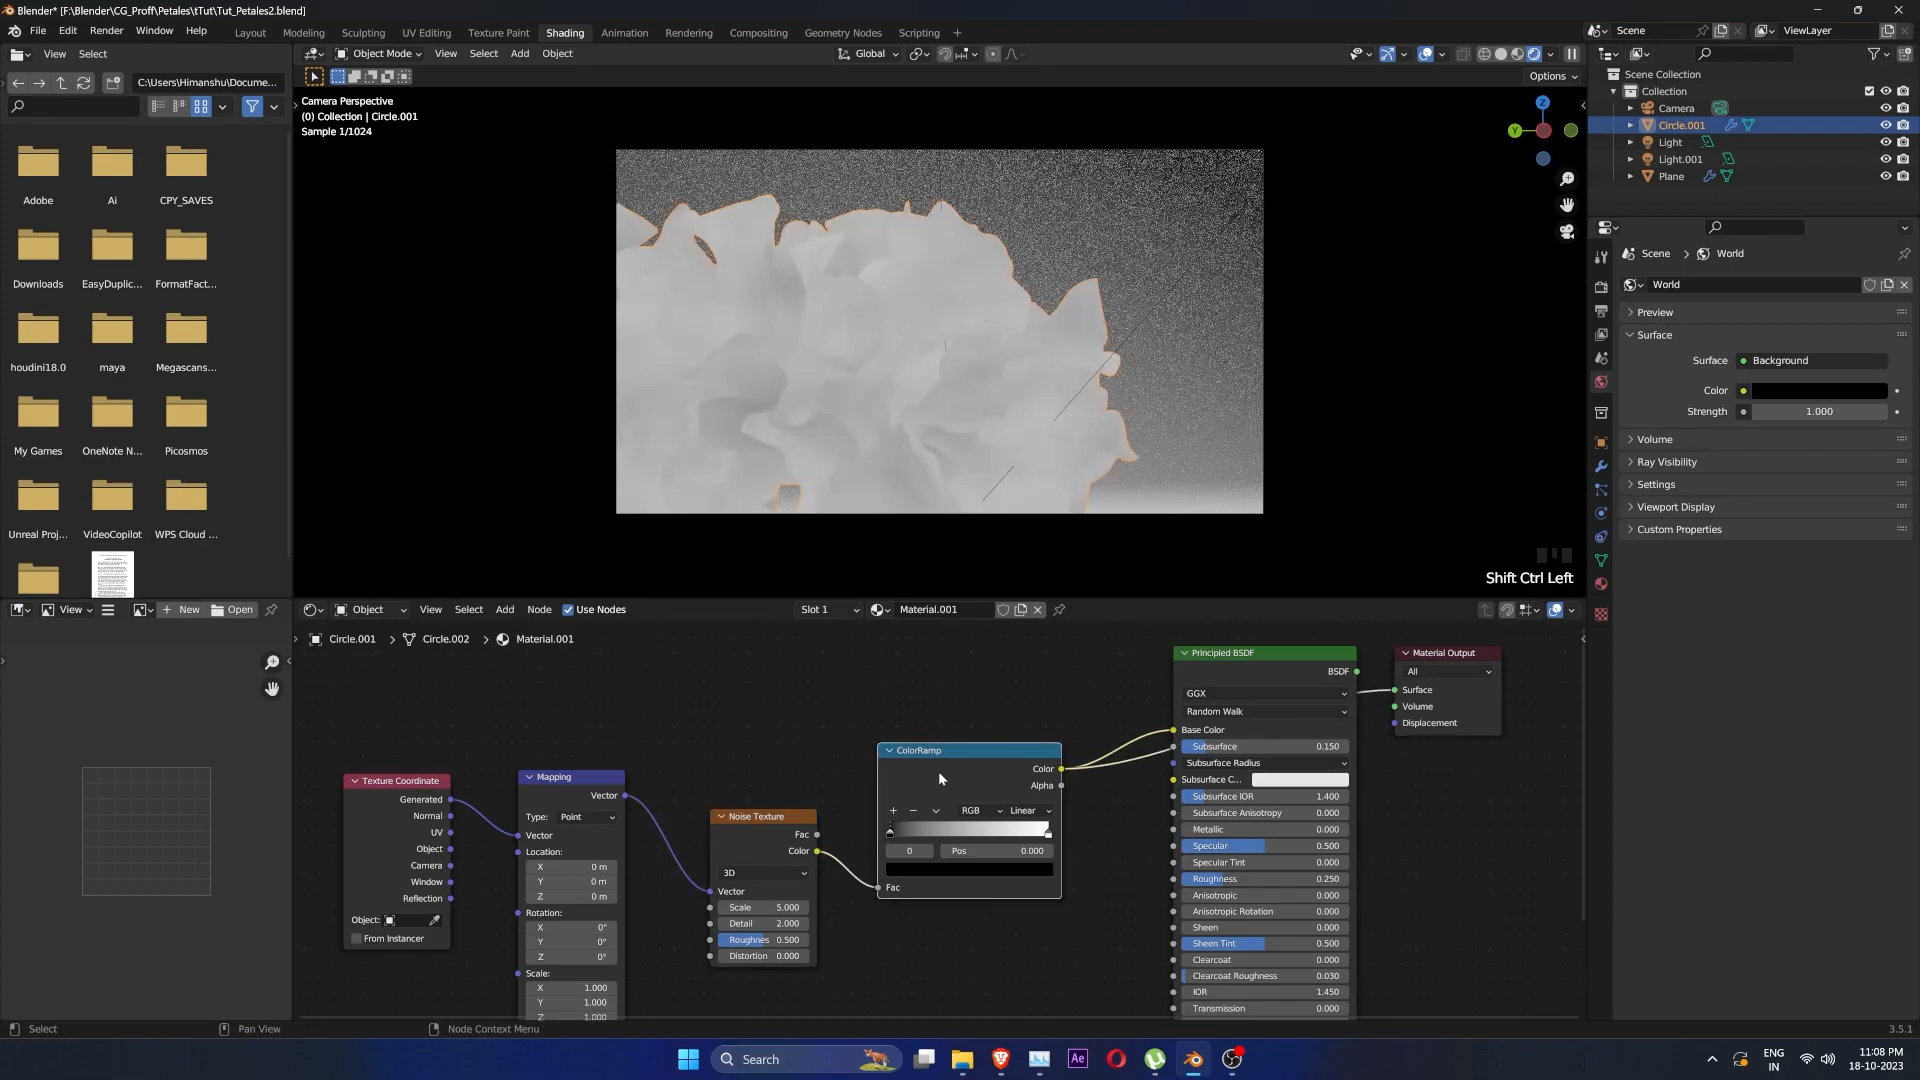 Blender* [F:\Blender\CG_Proff\Petales\tTut\Tut_Petales2.blend]
File Edit Render Window Help
Layout Modeling Sculpting UV Editing Texture Paint Shading Animation Rendering Compositing Geometry Nodes Scripting +
Scene
ViewLayer
View Select
C:\Users\Himanshu\Docume...
Adobe
Ai
CPY_SAVES
Downloads
EasyDuplic...
FormatFact...
houdini18.0
maya
Megascans...
My Games
OneNote N...
Picosmos
Unreal Proj...
VideoCopilot
WPS Cloud ...
Object Mode View Select Add Object
Global
Options
Camera Perspective
(0) Collection | Circle.001
Sample 1/1024
Z
Y
Shift Ctrl Left
Scene Collection
Collection
Camera
Circle.001
Light
Light.001
Plane
Scene > World
World
Preview
Surface
Surface Background
Color
Strength 1.000
Volume
Ray Visibility
Settings
Viewport Display
Custom Properties
View
New
Open
Object View Select Add Node Use Nodes
Slot 1
Material.001
Circle.001 > Circle.002 > Material.001
Texture Coordinate
Generated
Normal
UV
Object
Camera
Window
Reflection
Object:
From Instancer
Mapping
Vector
Type: Point
Vector
Location:
X 0 m
Y 0 m
Z 0 m
Rotation:
X 0°
Y 0°
Z 0°
Scale:
X 1.000
Y 1.000
Z 1.000
Noise Texture
Fac
Color
3D
Vector
Scale 5.000
Detail 2.000
Roughnes 0.500
Distortion 0.000
ColorRamp
Color
Alpha
+ − RGB Linear
0 Pos 0.000
Fac
Principled BSDF
BSDF
GGX
Random Walk
Base Color
Subsurface 0.150
Subsurface Radius
Subsurface C...
Subsurface IOR 1.400
Subsurface Anisotropy 0.000
Metallic 0.000
Specular 0.500
Specular Tint 0.000
Roughness 0.250
Anisotropic 0.000
Anisotropic Rotation 0.000
Sheen 0.000
Sheen Tint 0.500
Clearcoat 0.000
Clearcoat Roughness 0.030
IOR 1.450
Transmission 0.000
Material Output
All
Surface
Volume
Displacement
Select
Pan View
Node Context Menu
3.5.1
Search
Ae
ENG
IN
11:08 PM
18-10-2023